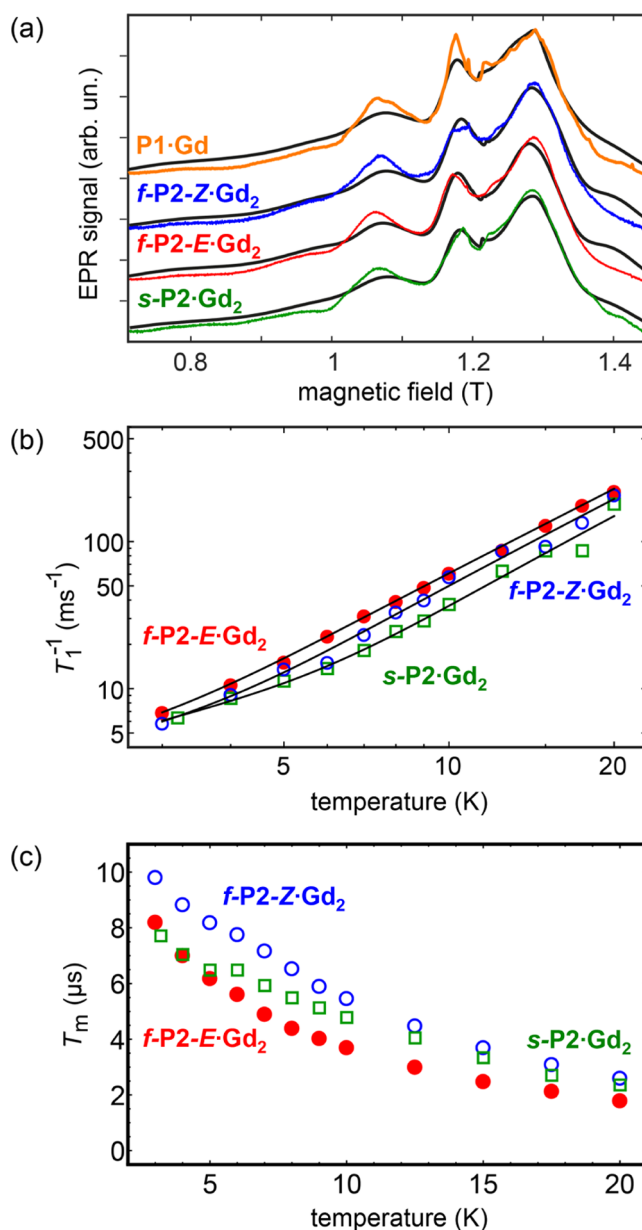 (a)
EPR signal (arb. un.)
P1·Gd
f-P2-Z·Gd₂
f-P2-E·Gd₂
s-P2·Gd₂
0.8 1 1.2 1.4
magnetic field (T)
(b)
T₁⁻¹ (ms⁻¹)
500
100
50
10
5
f-P2-E·Gd₂
f-P2-Z·Gd₂
s-P2·Gd₂
5 10 20
temperature (K)
(c)
Tₘ (μs)
10
8
6
4
2
0
f-P2-Z·Gd₂
f-P2-E·Gd₂
s-P2·Gd₂
5 10 15 20
temperature (K)